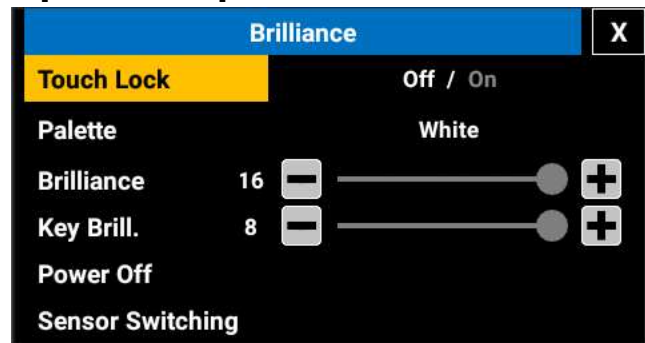 Brilliance X
Touch Lock Off / On
Palette White
Brilliance 16
Key Brill. 8
Power Off
Sensor Switching